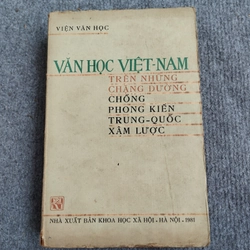 VIỆN VĂN HỌC
VĂN HỌC VIỆT-NAM
TRÊN NHỮNG
CHẶNG ĐƯỜNG
CHỐNG
PHONG KIẾN
TRUNG-QUỐC
XÂM LƯỢC
NHÀ XUẤT BẢN KHOA HỌC XÃ HỘI - HÀ NỘI - 1981